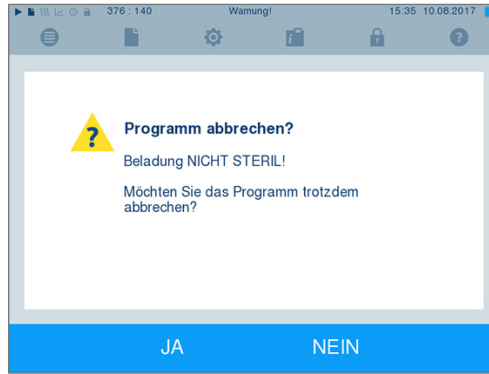 376 : 140 Warnung! 15:35 10.08.2017
Programm abbrechen?
Beladung NICHT STERIL!
Möchten Sie das Programm trotzdem
abbrechen?
JA NEIN